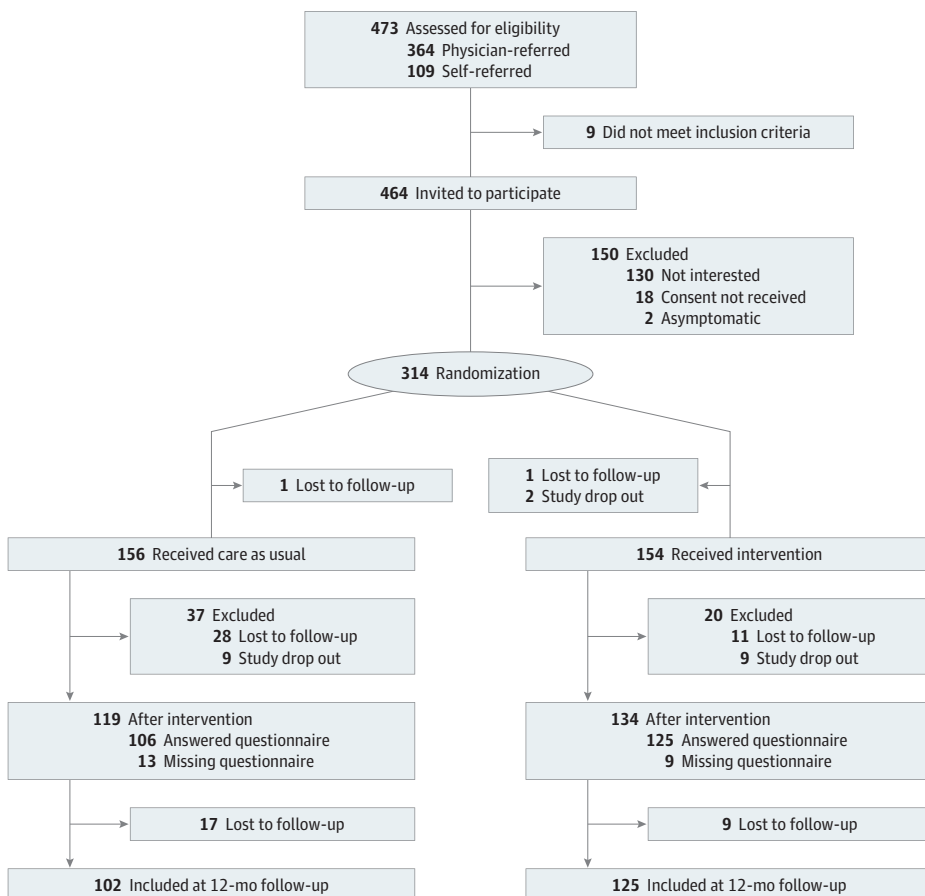 473 Assessed for eligibility
364 Physician-referred
109 Self-referred
9 Did not meet inclusion criteria
464 Invited to participate
150 Excluded
130 Not interested
18 Consent not received
2 Asymptomatic
314 Randomization
1 Lost to follow-up
1 Lost to follow-up
2 Study drop out
156 Received care as usual
154 Received intervention
37 Excluded
28 Lost to follow-up
9 Study drop out
20 Excluded
11 Lost to follow-up
9 Study drop out
119 After intervention
106 Answered questionnaire
13 Missing questionnaire
134 After intervention
125 Answered questionnaire
9 Missing questionnaire
17 Lost to follow-up
9 Lost to follow-up
102 Included at 12-mo follow-up
125 Included at 12-mo follow-up